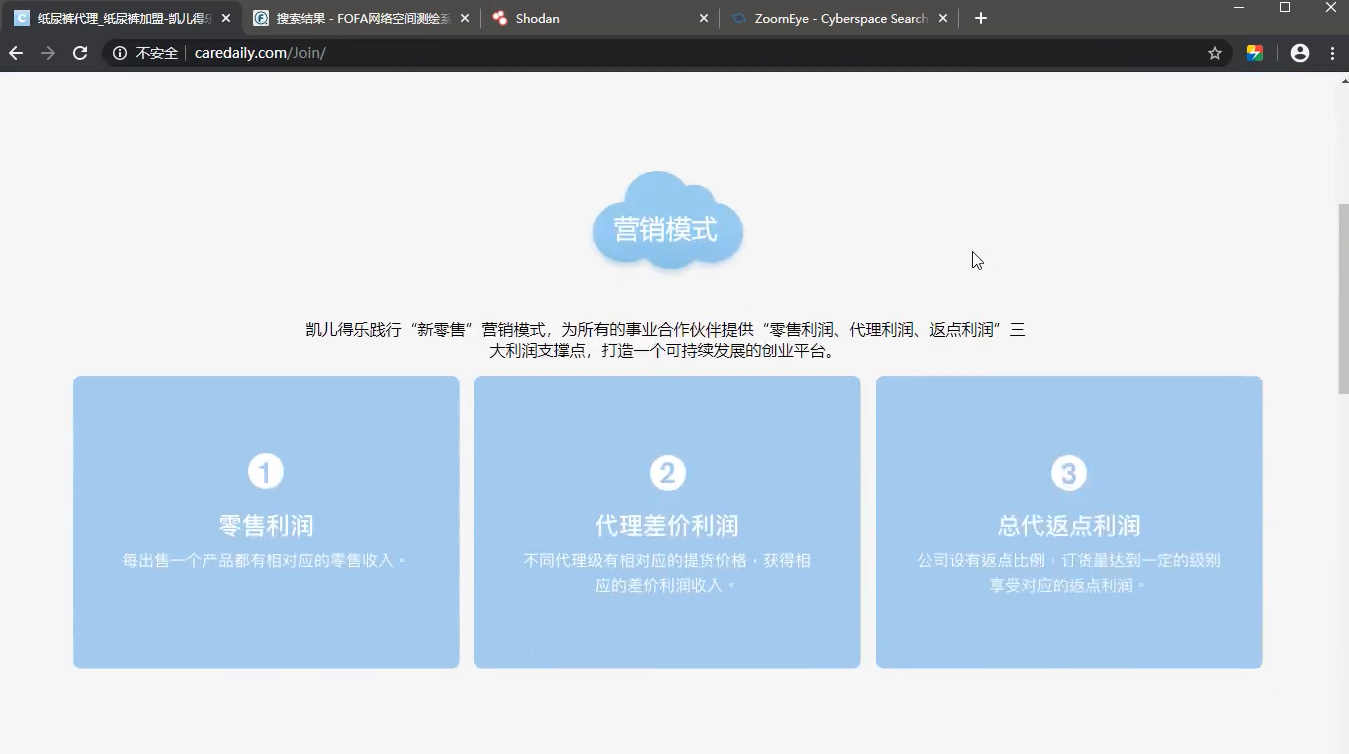 纸尿裤代理_纸尿裤加盟-凯儿得乐
搜索结果 - FOFA网络空间测绘系
Shodan
ZoomEye - Cyberspace Search
不安全
caredaily.com/Join/
营销模式
凯儿得乐践行“新零售”营销模式，为所有的事业合作伙伴提供“零售利润、代理利润、返点利润”三
大利润支撑点，打造一个可持续发展的创业平台。
1
零售利润
每出售一个产品都有相对应的零售收入。
2
代理差价利润
不同代理级有相对应的提货价格，获得相
应的差价利润收入。
3
总代返点利润
公司设有返点比例，订货量达到一定的级别
享受对应的返点利润。